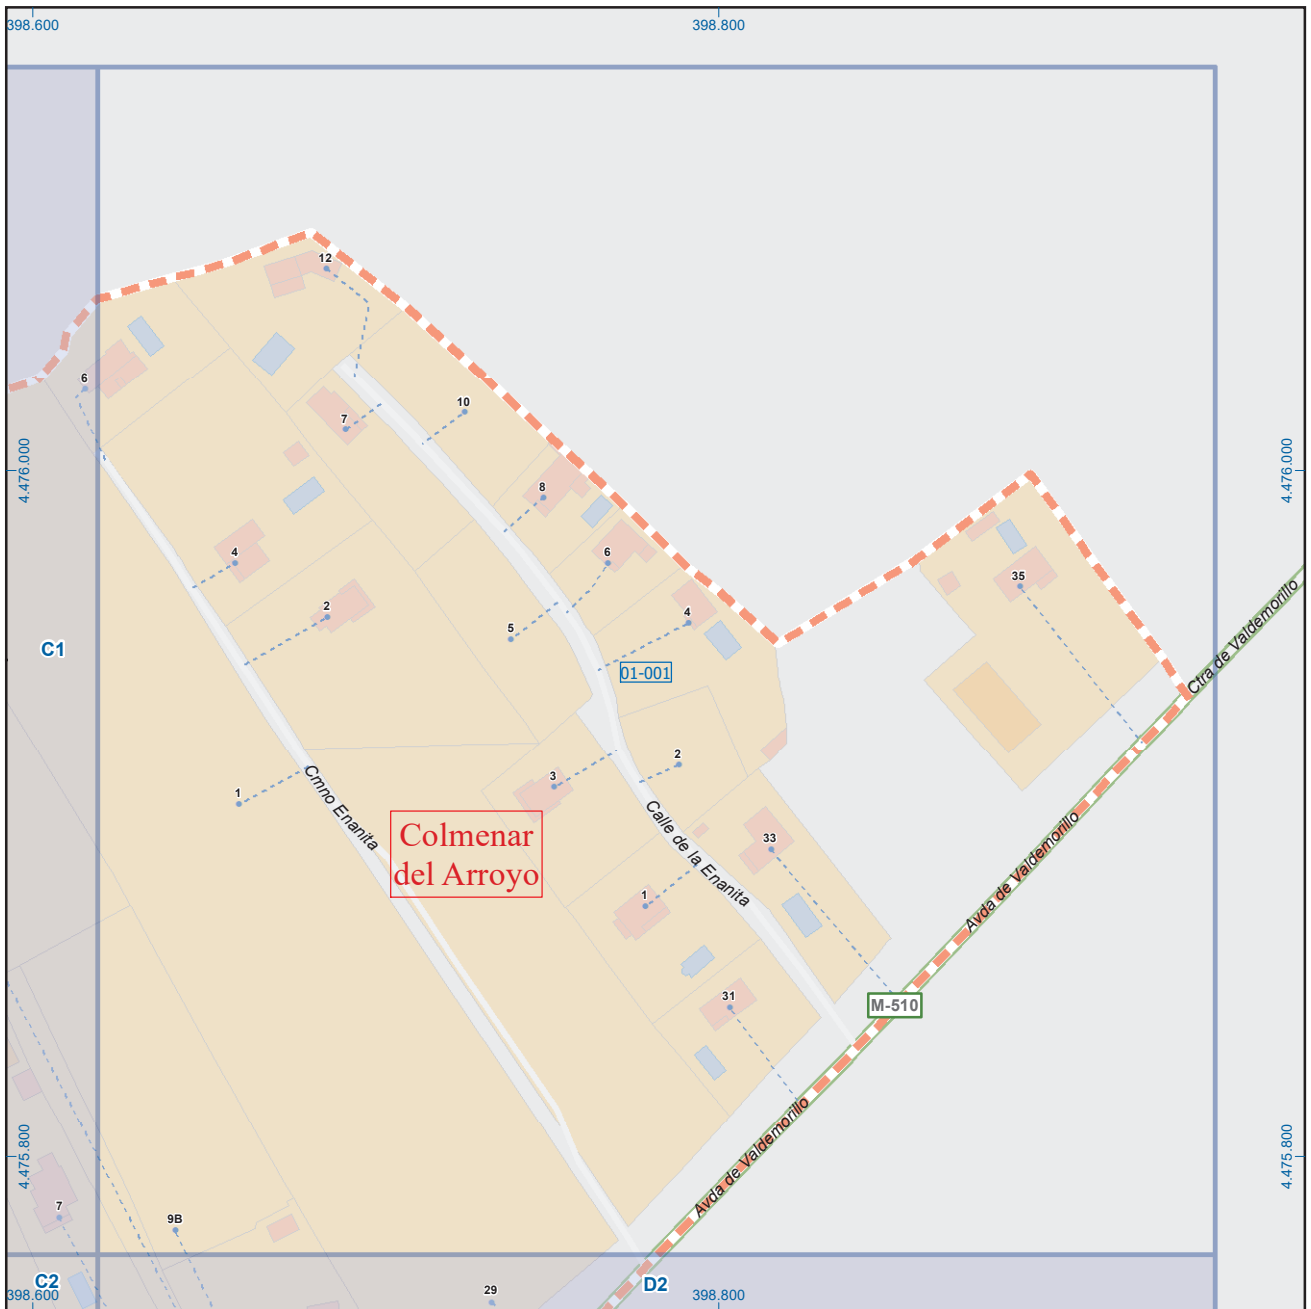 398.600
398.800
12
6
7
10
4.476.000
4.476.000
8
4
6
35
2
4
5
C1
01-001
Ctra de Valdemorillo
2
3
1
Cmno Enanita
Calle de la Enanita
Colmenar
del Arroyo
33
Avda de Valdemorillo
1
31
M-510
4.475.800
4.475.800
Avda de Valdemorillo
7
9B
C2
D2
29
398.600
398.800